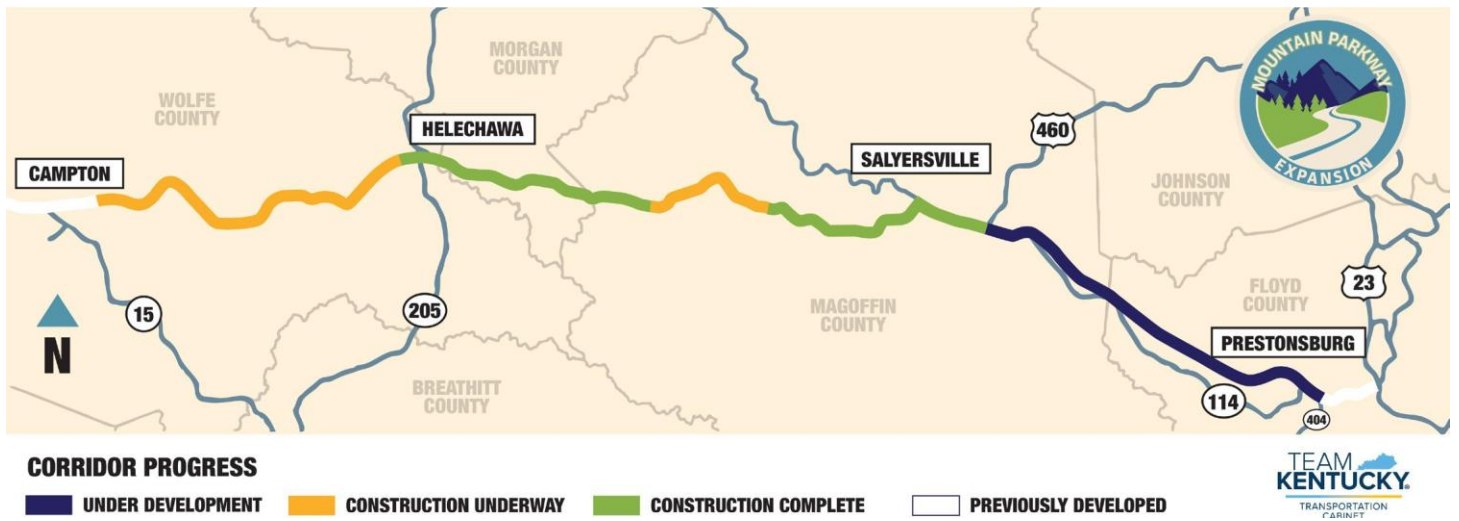 MORGAN
COUNTY
WOLFE
COUNTY
MOUNTAIN PARKWAY
EXPANSION
HELECHAWA
460
SALYERSVILLE
CAMPTON
JOHNSON
COUNTY
23
FLOYD
COUNTY
15
205
MAGOFFIN
COUNTY
N
PRESTONSBURG
BREATHITT
COUNTY
114
404
CORRIDOR PROGRESS
UNDER DEVELOPMENT
CONSTRUCTION UNDERWAY
CONSTRUCTION COMPLETE
PREVIOUSLY DEVELOPED
TEAM
KENTUCKY®
TRANSPORTATION
CABINET